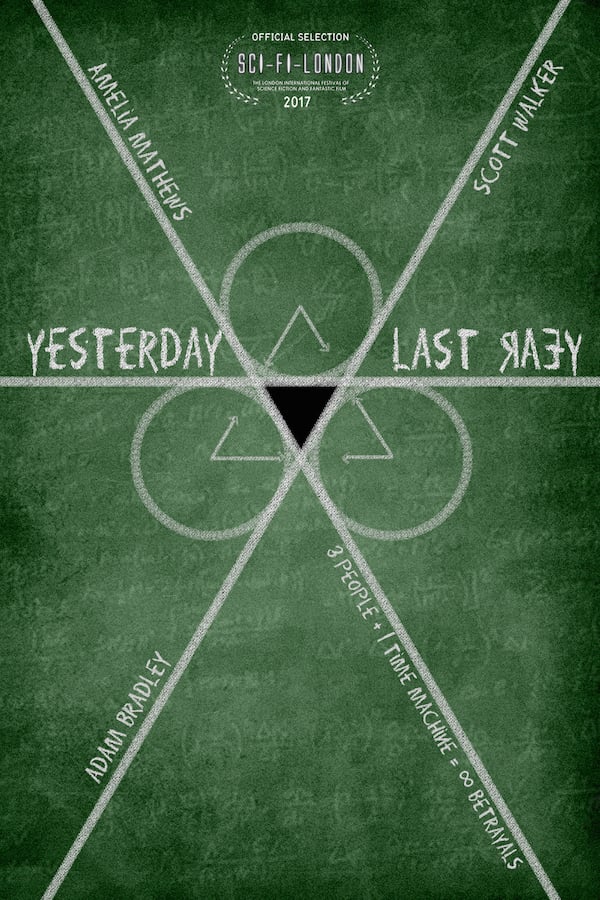 OFFICIAL SELECTION
SCI-FI-LONDON
THE LONDON INTERNATIONAL FESTIVAL OF
SCIENCE FICTION AND FANTASTIC FILM
2017
AMELIA MATHEWS
SCOTT WALKER
YESTERDAY LAST YEAR
3 PEOPLE + 1 TIME MACHINE = ∞ BETRAYALS
ADAM BRADLEY